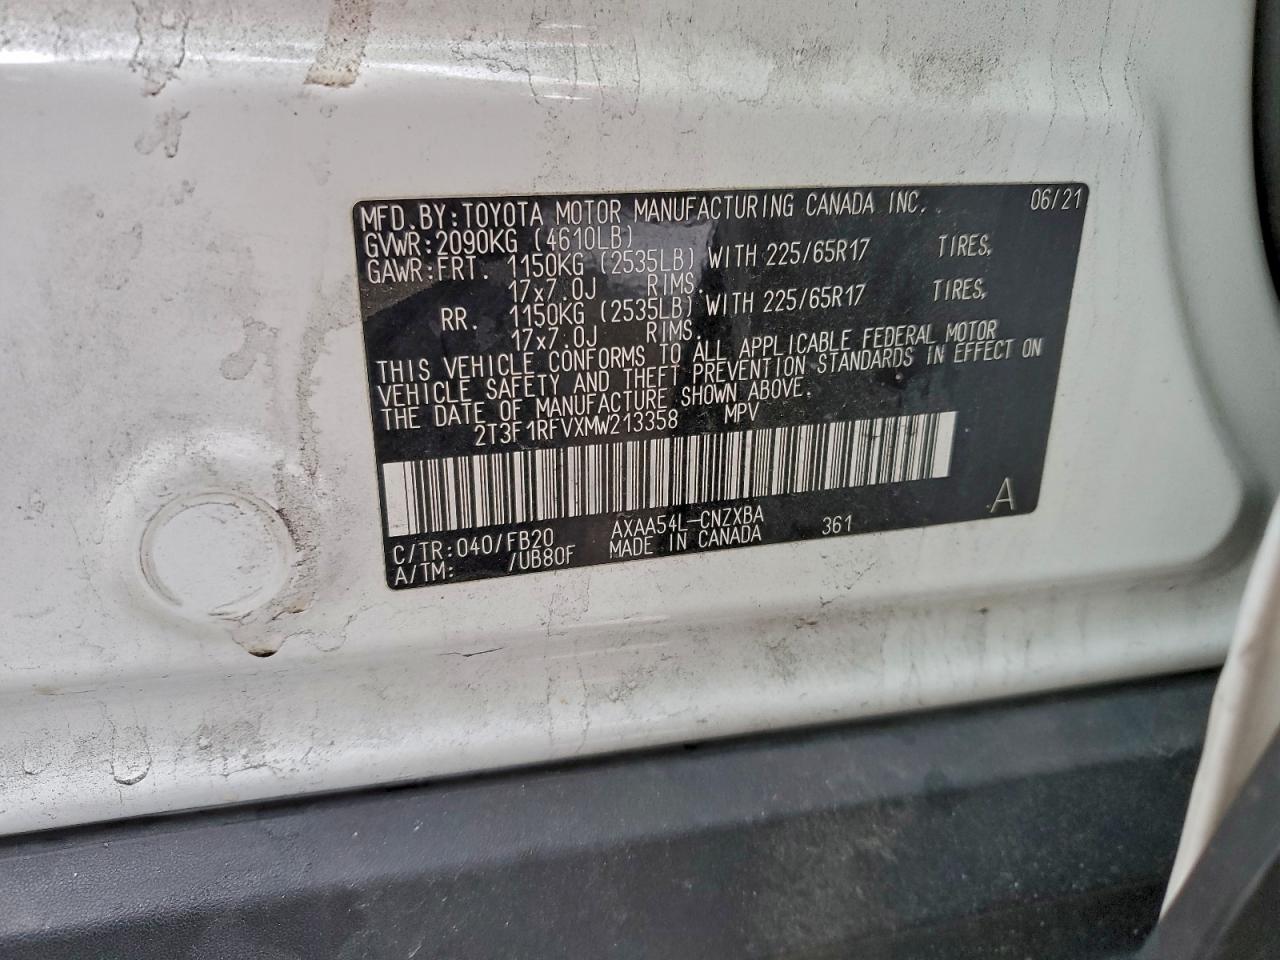 MFD.BY:TOYOTA MOTOR MANUFACTURING CANADA INC. 06/21
GVWR:2090KG (4610LB)
GAWR:FRT. 1150KG (2535LB) WITH 225/65R17 TIRES,
17x7.0J RIMS.
RR. 1150KG (2535LB) WITH 225/65R17 TIRES,
17x7.0J RIMS.
THIS VEHICLE CONFORMS TO ALL APPLICABLE FEDERAL MOTOR
VEHICLE SAFETY AND THEFT PREVENTION STANDARDS IN EFFECT ON
THE DATE OF MANUFACTURE SHOWN ABOVE.
2T3F1RFVXMW213358 MPV
C/TR:040/FB20 AXAA54L-CNZXBA 361 A
A/TM: /UB80F MADE IN CANADA